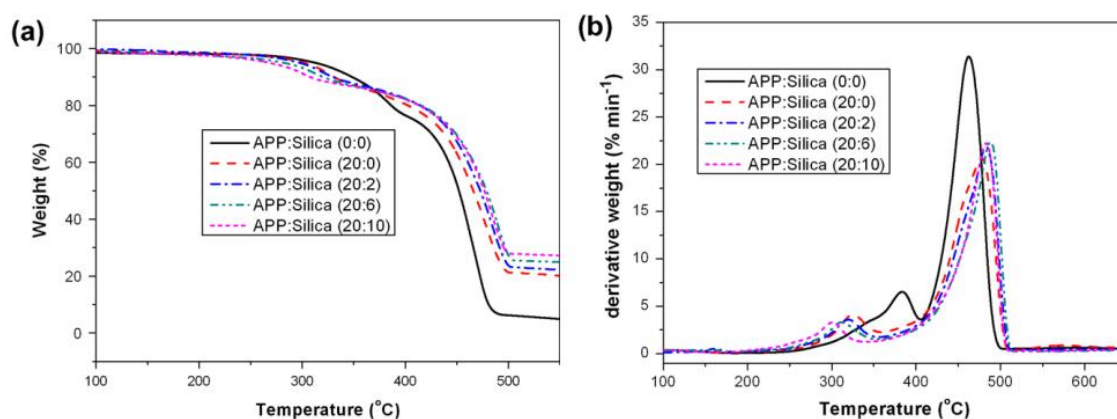 (a)
Weight (%)
100
80
60
40
20
0
APP:Silica (0:0)
APP:Silica (20:0)
APP:Silica (20:2)
APP:Silica (20:6)
APP:Silica (20:10)
100
200
300
400
500
Temperature (°C)
(b)
derivative weight (% min⁻¹)
35
30
25
20
15
10
5
0
APP:Silica (0:0)
APP:Silica (20:0)
APP:Silica (20:2)
APP:Silica (20:6)
APP:Silica (20:10)
100
200
300
400
500
600
Temperature (°C)